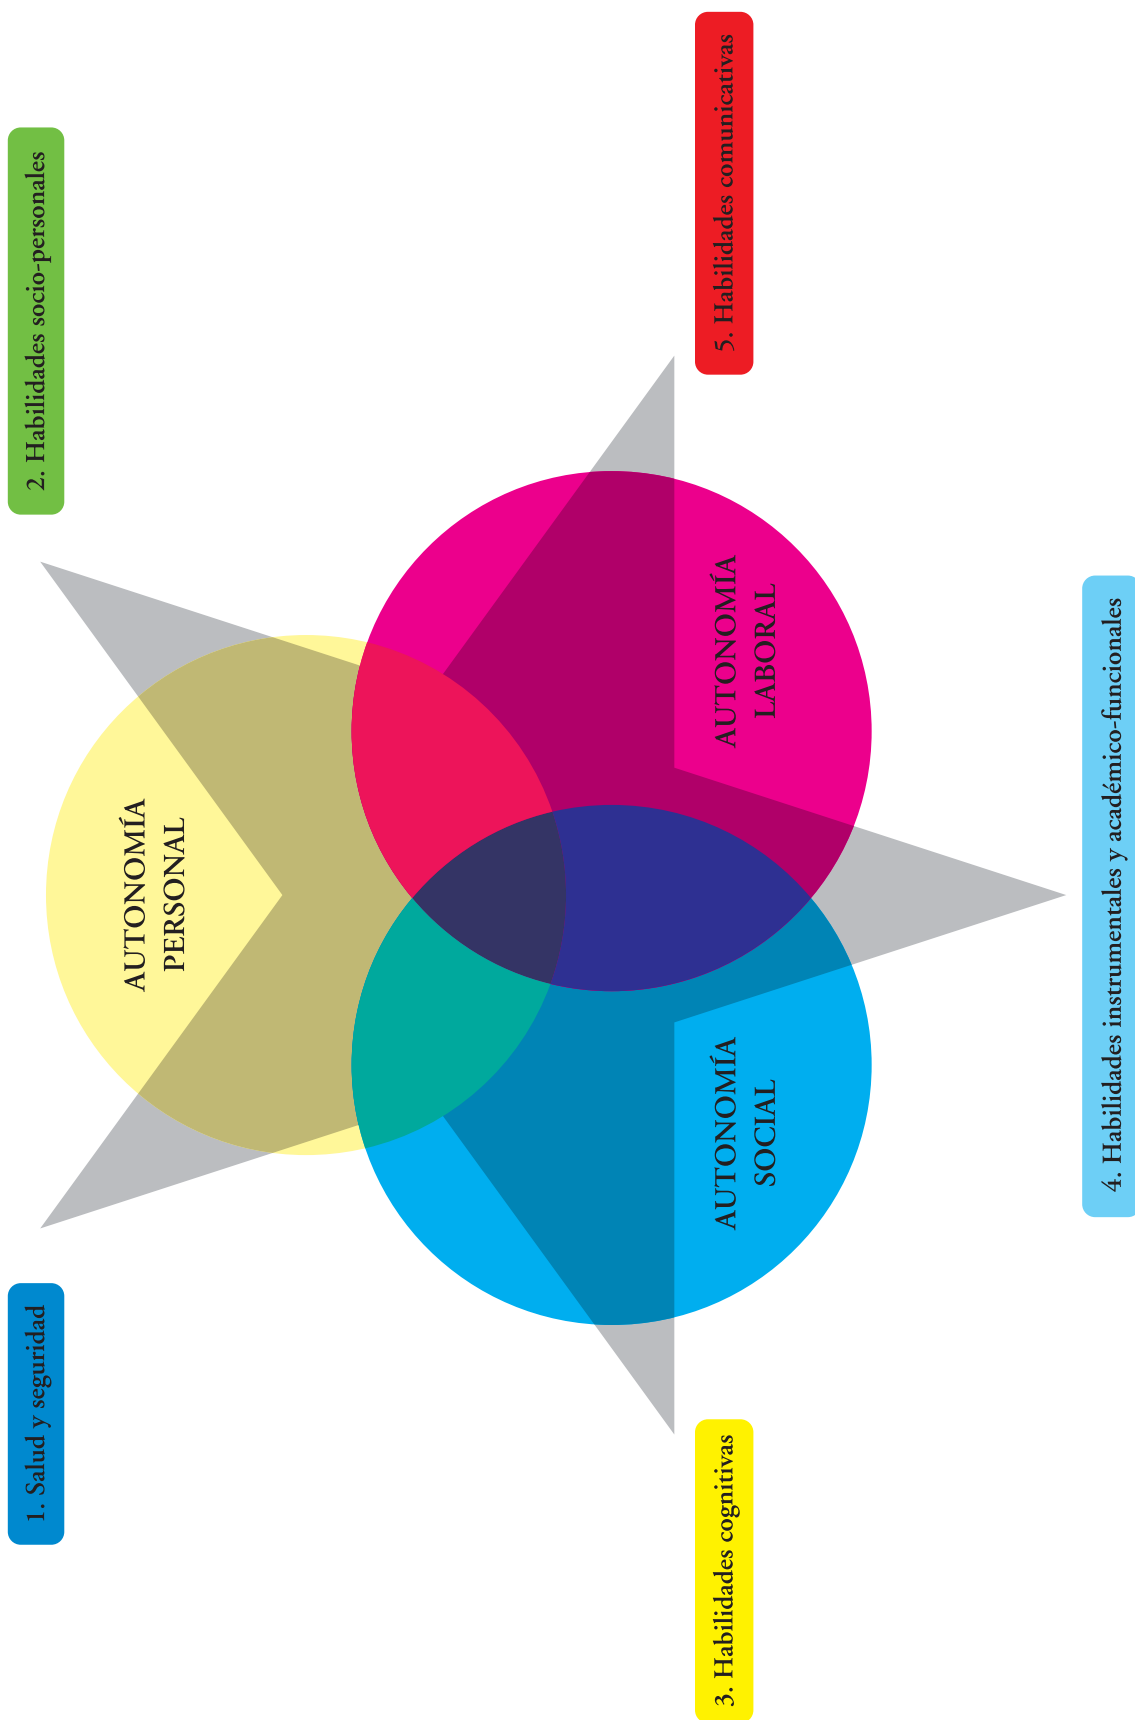 1. Salud y seguridad
2. Habilidades socio-personales
AUTONOMÍA
PERSONAL
AUTONOMÍA
SOCIAL
AUTONOMÍA
LABORAL
3. Habilidades cognitivas
5. Habilidades comunicativas
4. Habilidades instrumentales y académico-funcionales